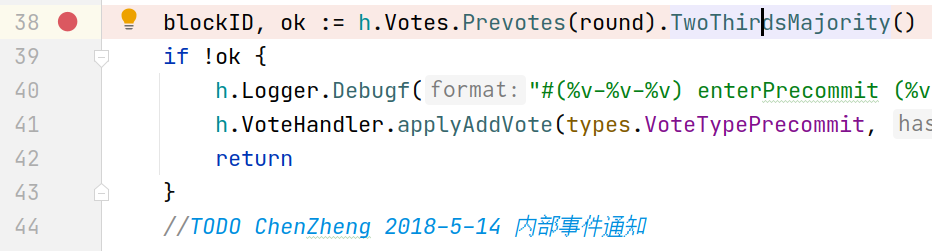 38 blockID, ok := h.Votes.Prevotes(round).TwoThirdsMajority()
39 if !ok {
40 h.Logger.Debugf( format: "#(%v-%v-%v) enterPrecommit (%v
41 h.VoteHandler.applyAddVote(types.VoteTypePrecommit, has
42 return
43 }
44 //TODO ChenZheng 2018-5-14 内部事件通知